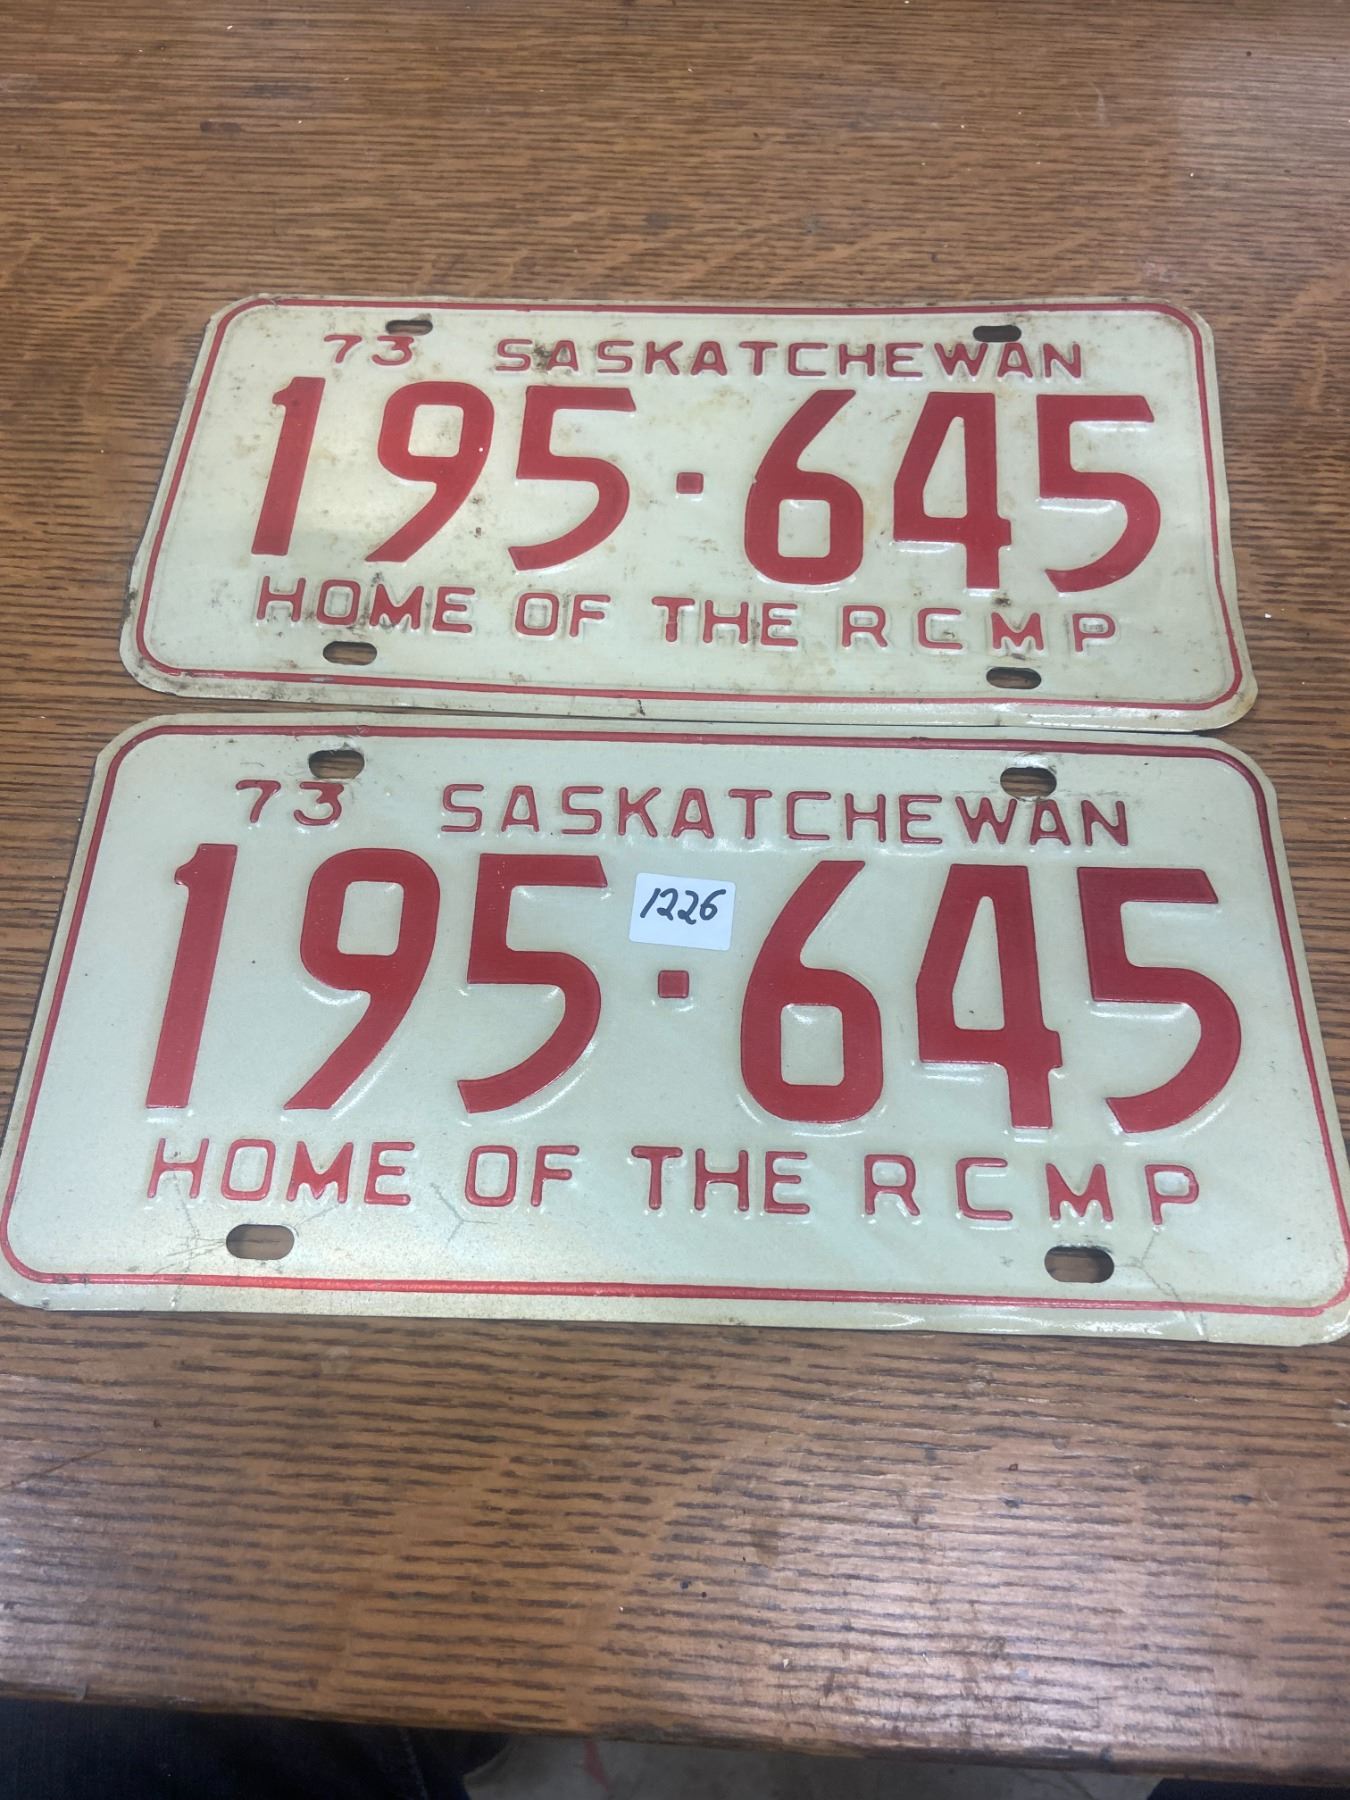 73 SASKATCHEWAN
195·645
HOME OF THE RCMP
73 SASKATCHEWAN
1226
195·645
HOME OF THE RCMP